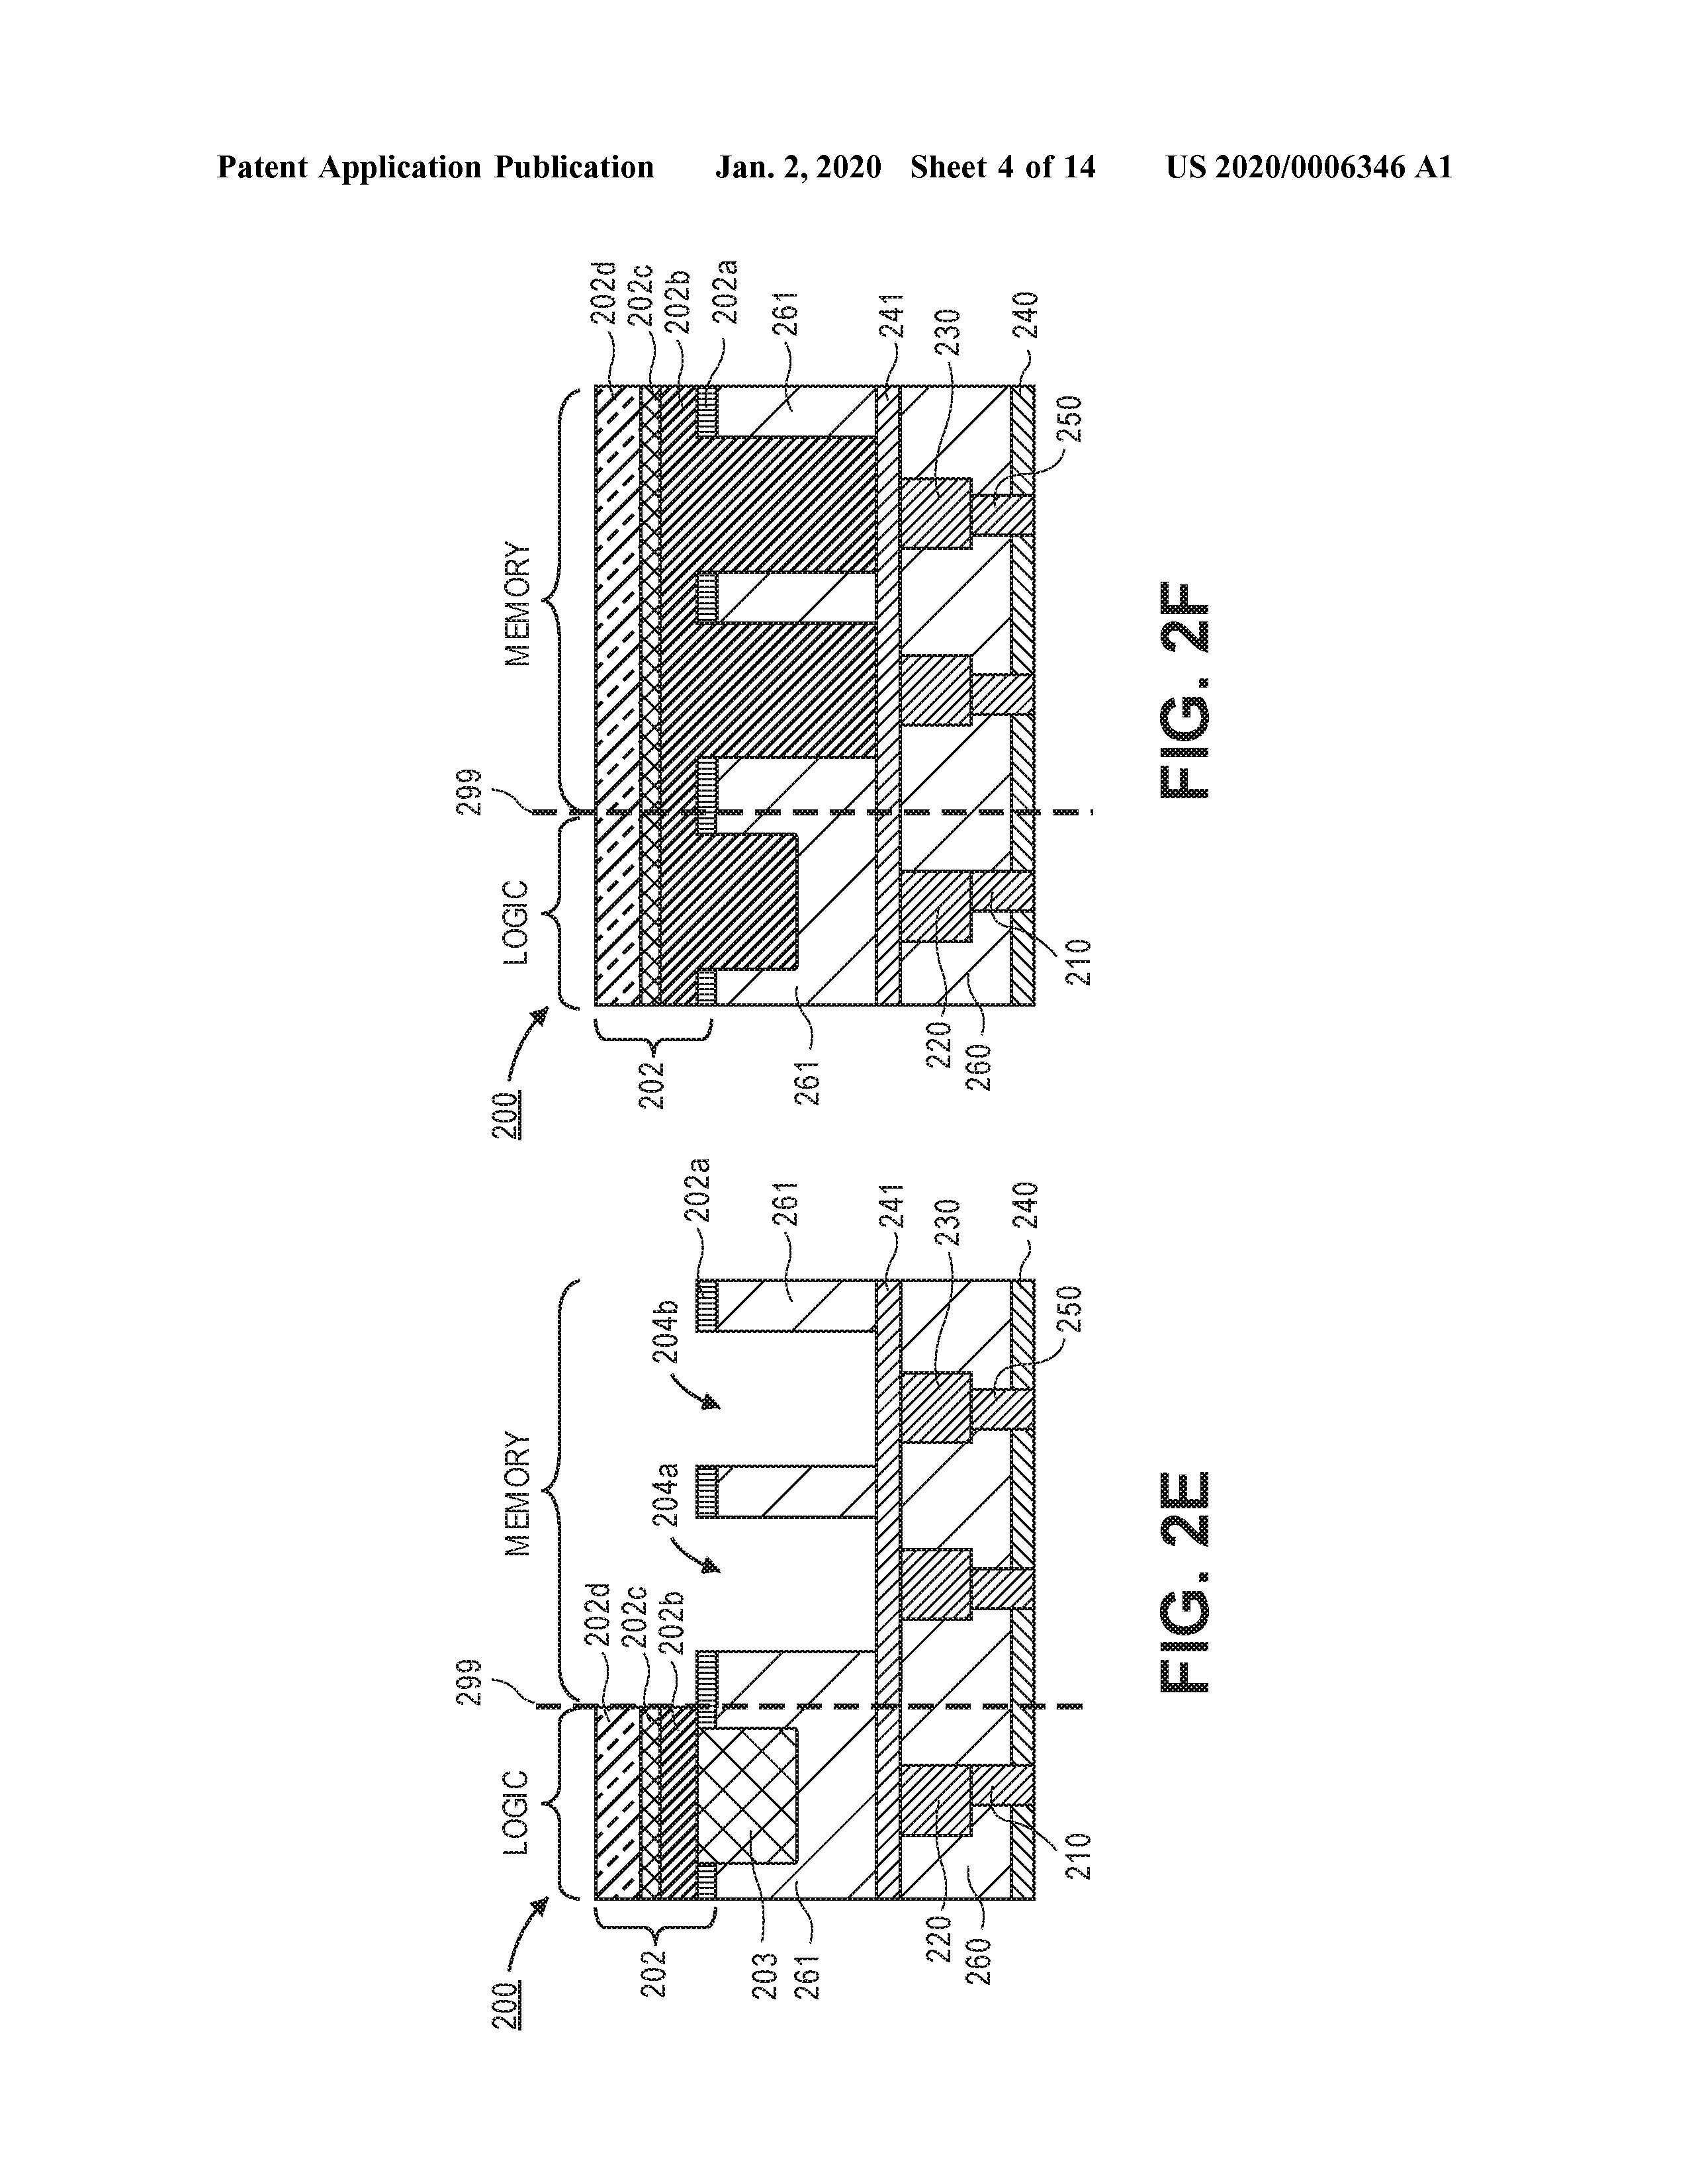 Patent Application Publication Jan. 2, 2020 Sheet 4 of 14 US 2020/0006346 A1
200
LOGIC
299
MEMORY
202d
202c
202b
204a
204b
202a
261
241
230
240
250
202
203
261
220
260
210
FIG. 2E
200
LOGIC
299
MEMORY
202d
202c
202b
202a
261
241
230
240
250
202
261
220
260
210
FIG. 2F